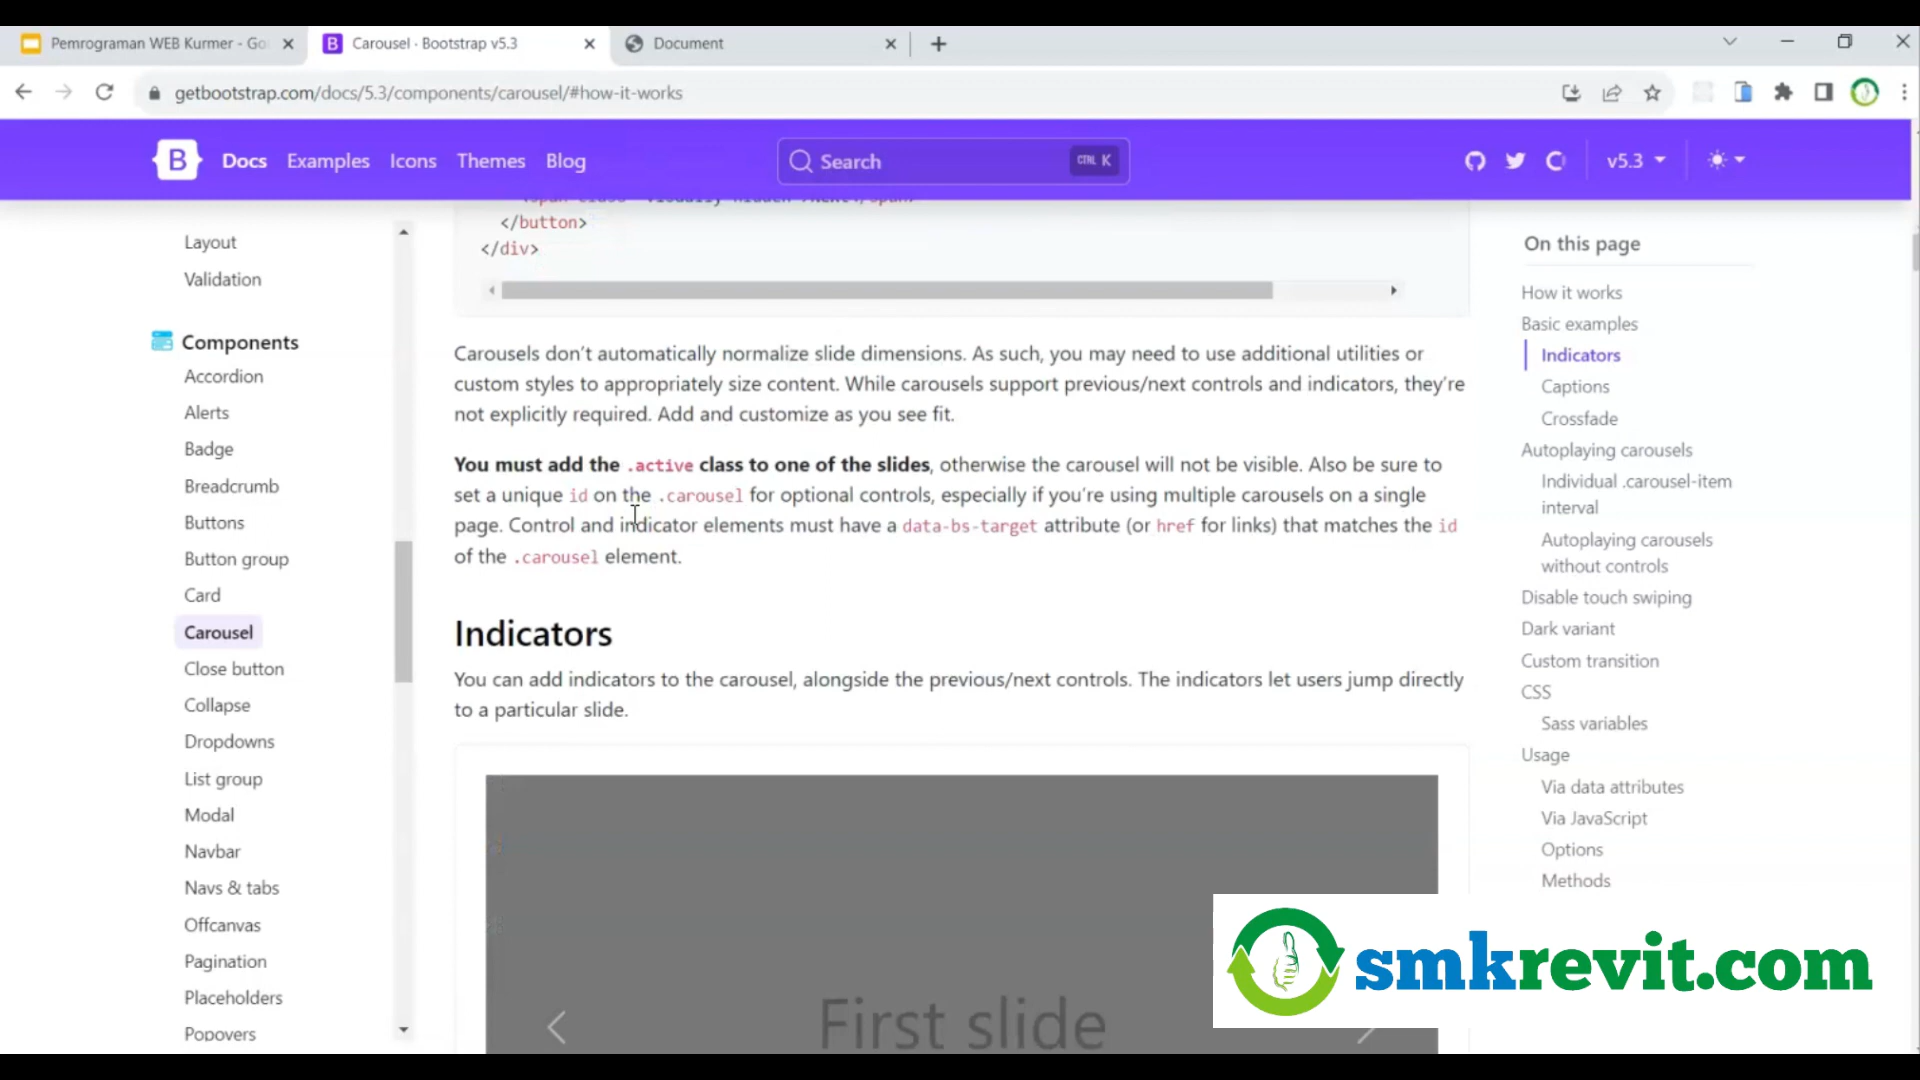 Pemrograman WEB Kurmer - Go
Carousel · Bootstrap v5.3
Document
getbootstrap.com/docs/5.3/components/carousel/#how-it-works
B
Docs
Examples
Icons
Themes
Blog
Search
CTRL K
v5.3
Layout
Validation
Components
Accordion
Alerts
Badge
Breadcrumb
Buttons
Button group
Card
Carousel
Close button
Collapse
Dropdowns
List group
Modal
Navbar
Navs & tabs
Offcanvas
Pagination
Placeholders
Popovers
</button>
</div>
Carousels don't automatically normalize slide dimensions. As such, you may need to use additional utilities or
custom styles to appropriately size content. While carousels support previous/next controls and indicators, they're
not explicitly required. Add and customize as you see fit.
You must add the .active class to one of the slides, otherwise the carousel will not be visible. Also be sure to
set a unique id on the .carousel for optional controls, especially if you're using multiple carousels on a single
page. Control and indicator elements must have a data-bs-target attribute (or href for links) that matches the id
of the .carousel element.
Indicators
You can add indicators to the carousel, alongside the previous/next controls. The indicators let users jump directly
to a particular slide.
First slide
On this page
How it works
Basic examples
Indicators
Captions
Crossfade
Autoplaying carousels
Individual .carousel-item
interval
Autoplaying carousels
without controls
Disable touch swiping
Dark variant
Custom transition
CSS
Sass variables
Usage
Via data attributes
Via JavaScript
Options
Methods
smkrevit.com